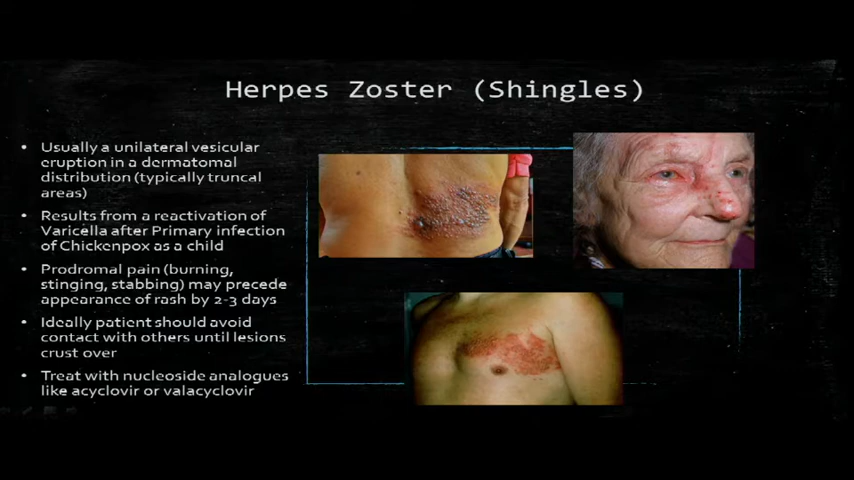 Herpes Zoster (Shingles)
• Usually a unilateral vesicular
eruption in a dermatomal
distribution (typically truncal
areas)
• Results from a reactivation of
Varicella after Primary infection
of Chickenpox as a child
• Prodromal pain (burning,
stinging, stabbing) may precede
appearance of rash by 2-3 days
• Ideally patient should avoid
contact with others until lesions
crust over
• Treat with nucleoside analogues
like acyclovir or valacyclovir